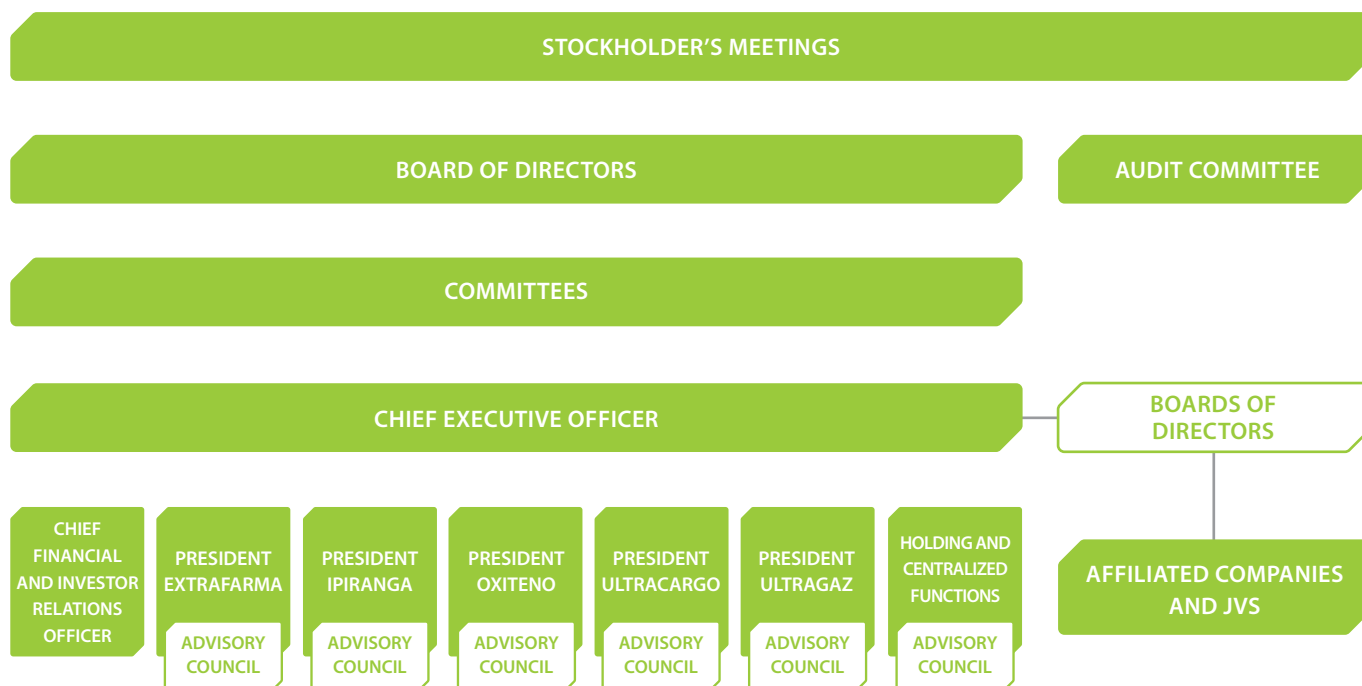 STOCKHOLDER’S MEETINGS
BOARD OF DIRECTORS
AUDIT COMMITTEE
COMMITTEES
CHIEF EXECUTIVE OFFICER
BOARDS OF
DIRECTORS
CHIEF
FINANCIAL
AND INVESTOR
RELATIONS
OFFICER
PRESIDENT
EXTRAFARMA
ADVISORY
COUNCIL
PRESIDENT
IPIRANGA
ADVISORY
COUNCIL
PRESIDENT
OXITENO
ADVISORY
COUNCIL
PRESIDENT
ULTRACARGO
ADVISORY
COUNCIL
PRESIDENT
ULTRAGAZ
ADVISORY
COUNCIL
HOLDING AND
CENTRALIZED
FUNCTIONS
ADVISORY
COUNCIL
AFFILIATED COMPANIES
AND JVS